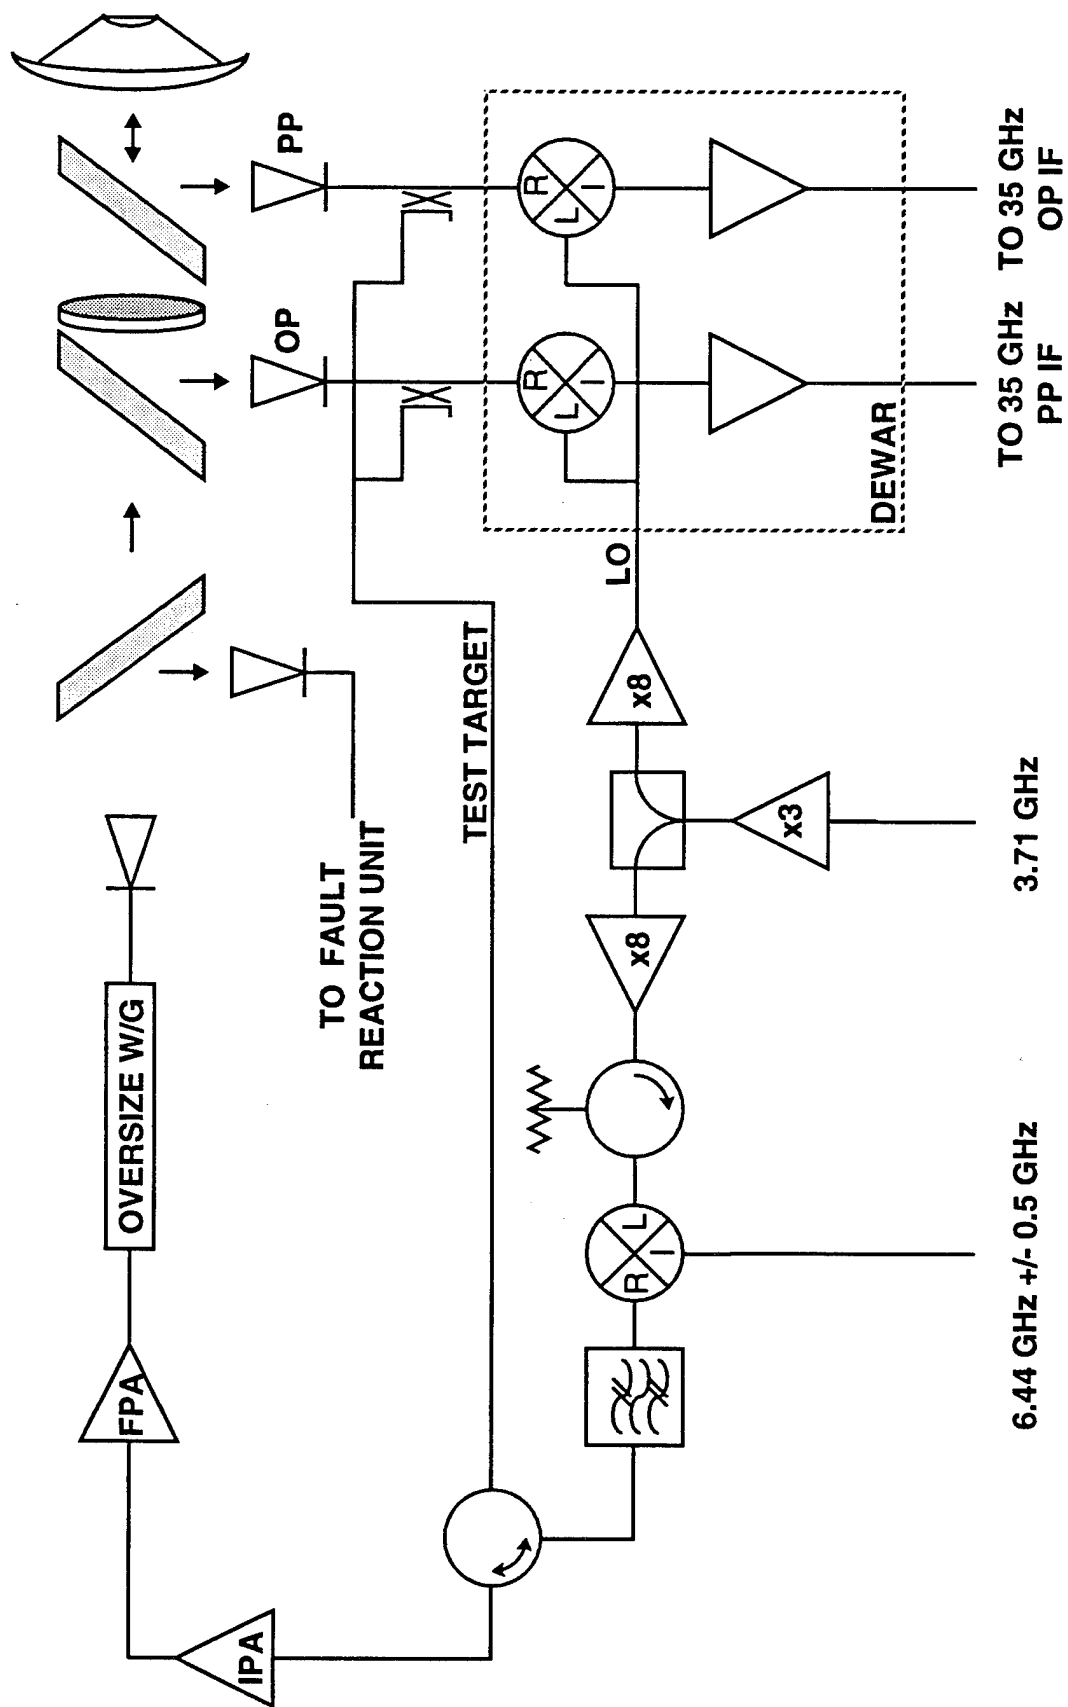 OVERSIZE W/G
FPA
IPA
TO FAULT
REACTION UNIT
OP
PP
TEST TARGET
R
L
I
R
L
I
LO
DEWAR
x8
x8
x3
R
L
I
6.44 GHz +/- 0.5 GHz
3.71 GHz
TO 35 GHz
PP IF
TO 35 GHz
OP IF